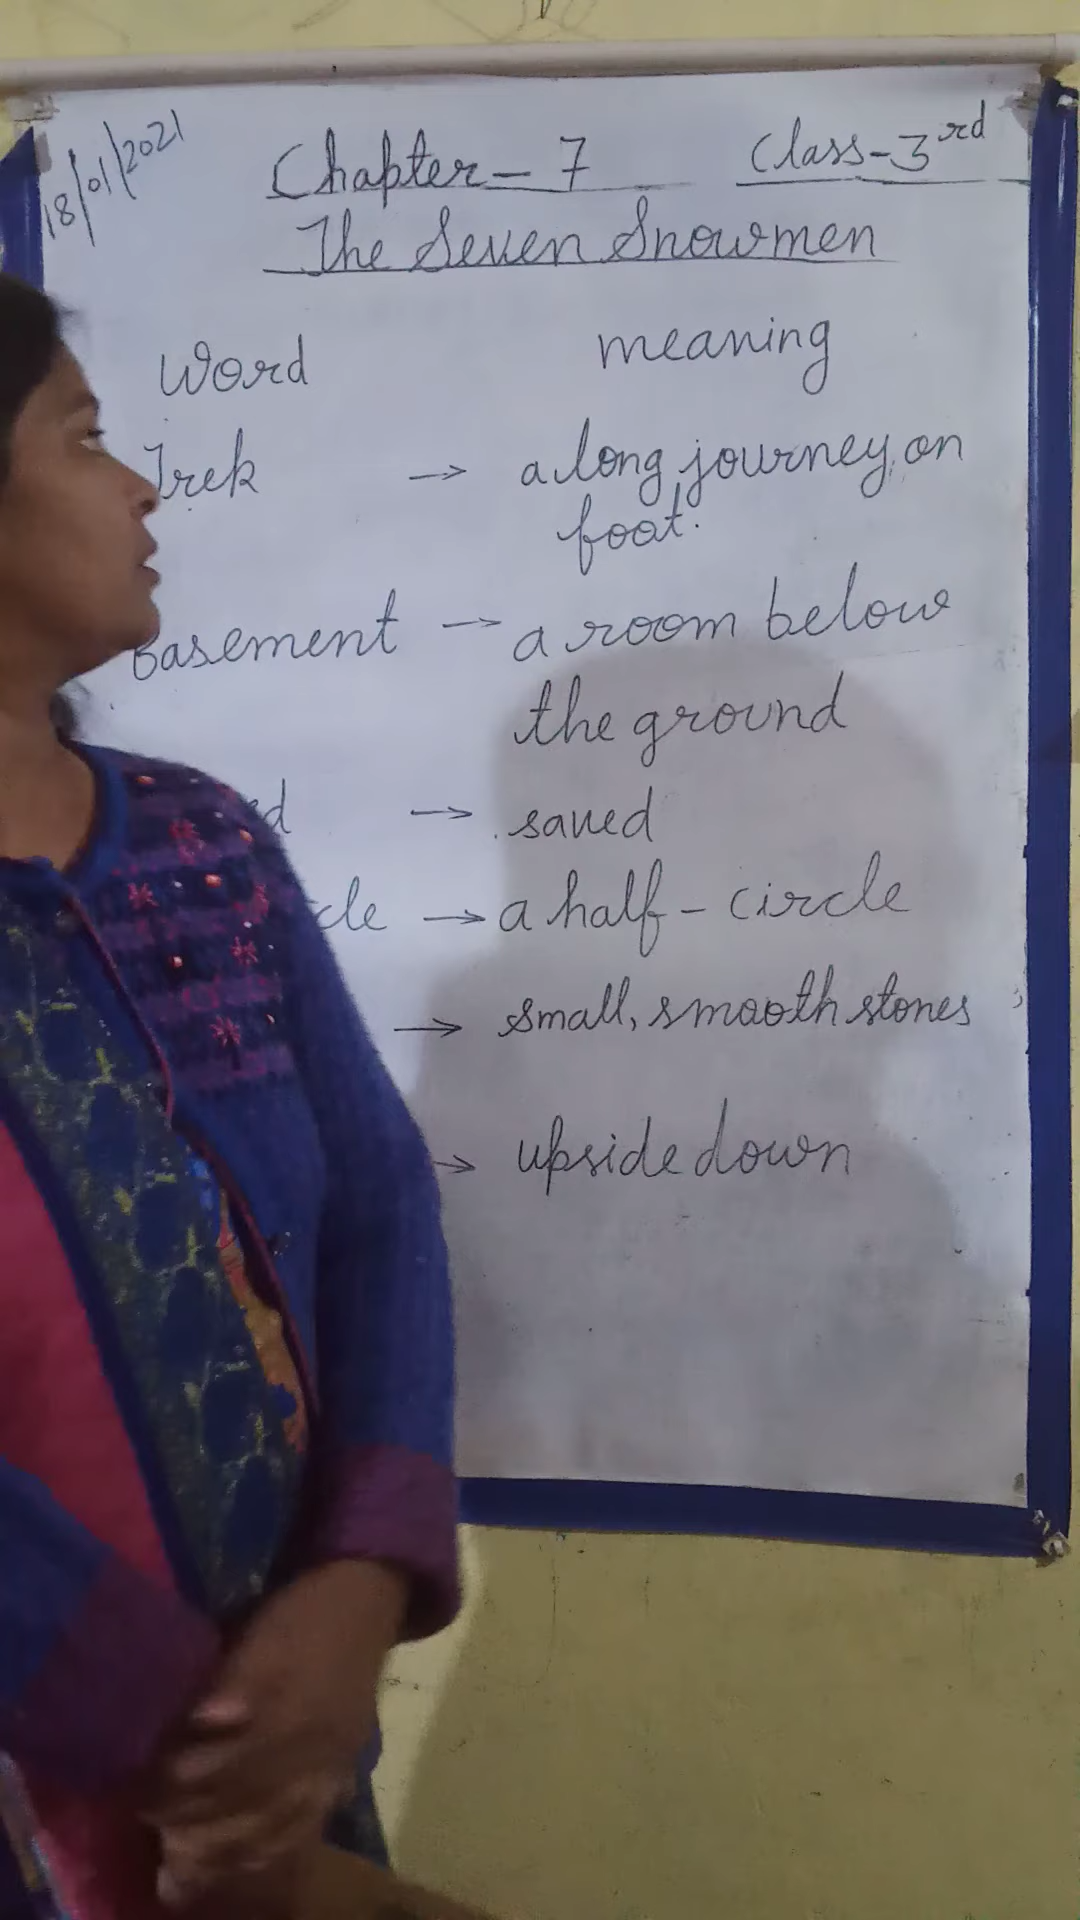 18/01/2021
Chapter - 7 Class - 3rd
The Seven Snowmen
Word meaning
Trek → a long journey on
foot.
Basement → a room below
the ground
→ saved
→ a half - circle
→ small, smooth stones
→ upside down